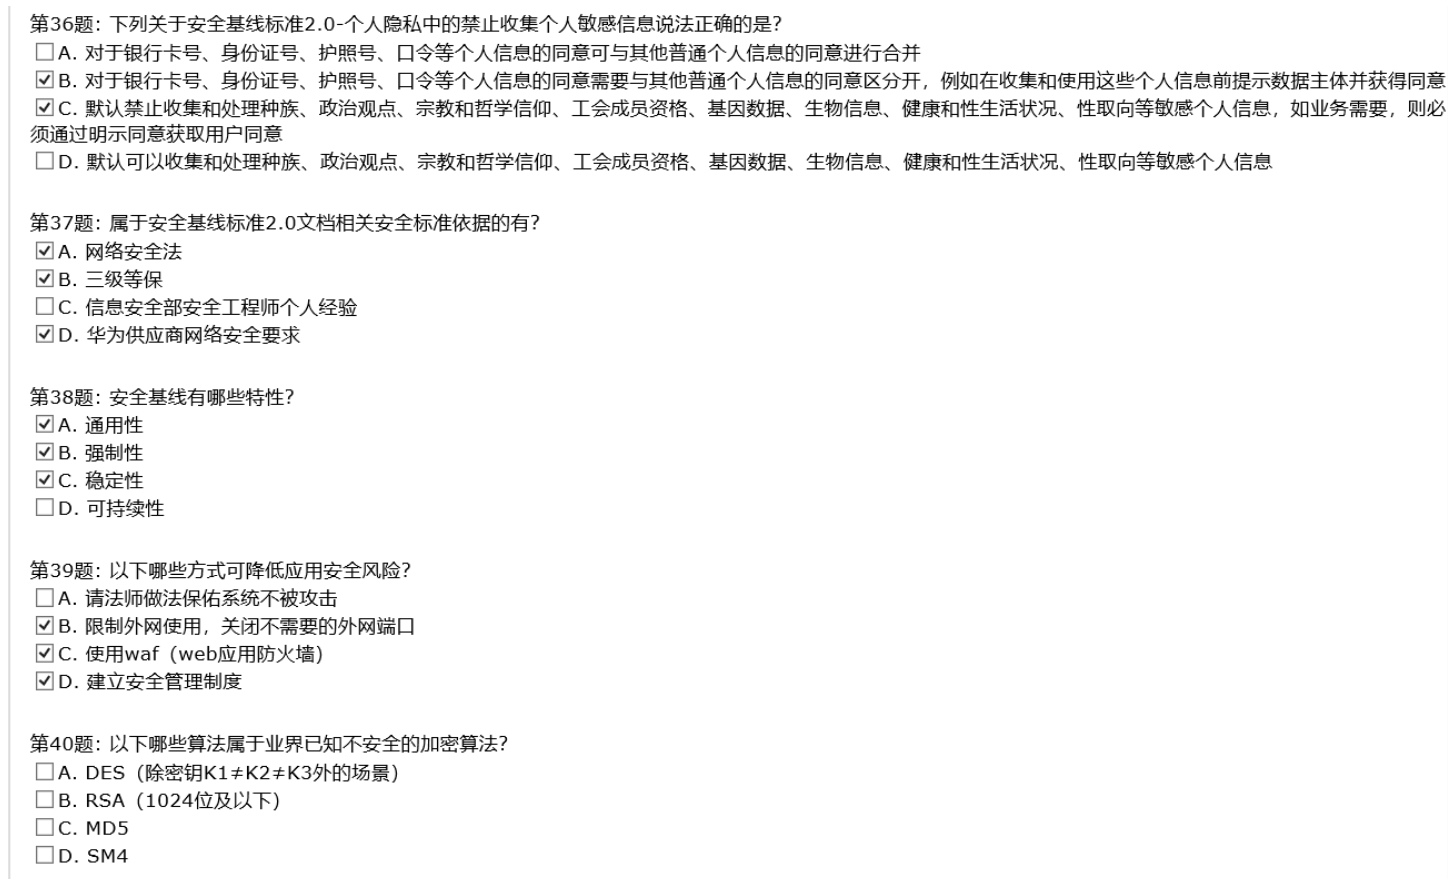 第36题: 下列关于安全基线标准2.0-个人隐私中的禁止收集个人敏感信息说法正确的是?
A. 对于银行卡号、身份证号、护照号、口令等个人信息的同意可与其他普通个人信息的同意进行合并
B. 对于银行卡号、身份证号、护照号、口令等个人信息的同意需要与其他普通个人信息的同意区分开，例如在收集和使用这些个人信息前提示数据主体并获得同意
C. 默认禁止收集和处理种族、政治观点、宗教和哲学信仰、工会成员资格、基因数据、生物信息、健康和性生活状况、性取向等敏感个人信息，如业务需要，则必
须通过明示同意获取用户同意
D. 默认可以收集和处理种族、政治观点、宗教和哲学信仰、工会成员资格、基因数据、生物信息、健康和性生活状况、性取向等敏感个人信息
第37题: 属于安全基线标准2.0文档相关安全标准依据的有?
A. 网络安全法
B. 三级等保
C. 信息安全部安全工程师个人经验
D. 华为供应商网络安全要求
第38题: 安全基线有哪些特性?
A. 通用性
B. 强制性
C. 稳定性
D. 可持续性
第39题: 以下哪些方式可降低应用安全风险?
A. 请法师做法保佑系统不被攻击
B. 限制外网使用，关闭不需要的外网端口
C. 使用waf（web应用防火墙）
D. 建立安全管理制度
第40题: 以下哪些算法属于业界已知不安全的加密算法?
A. DES（除密钥K1≠K2≠K3外的场景）
B. RSA（1024位及以下）
C. MD5
D. SM4